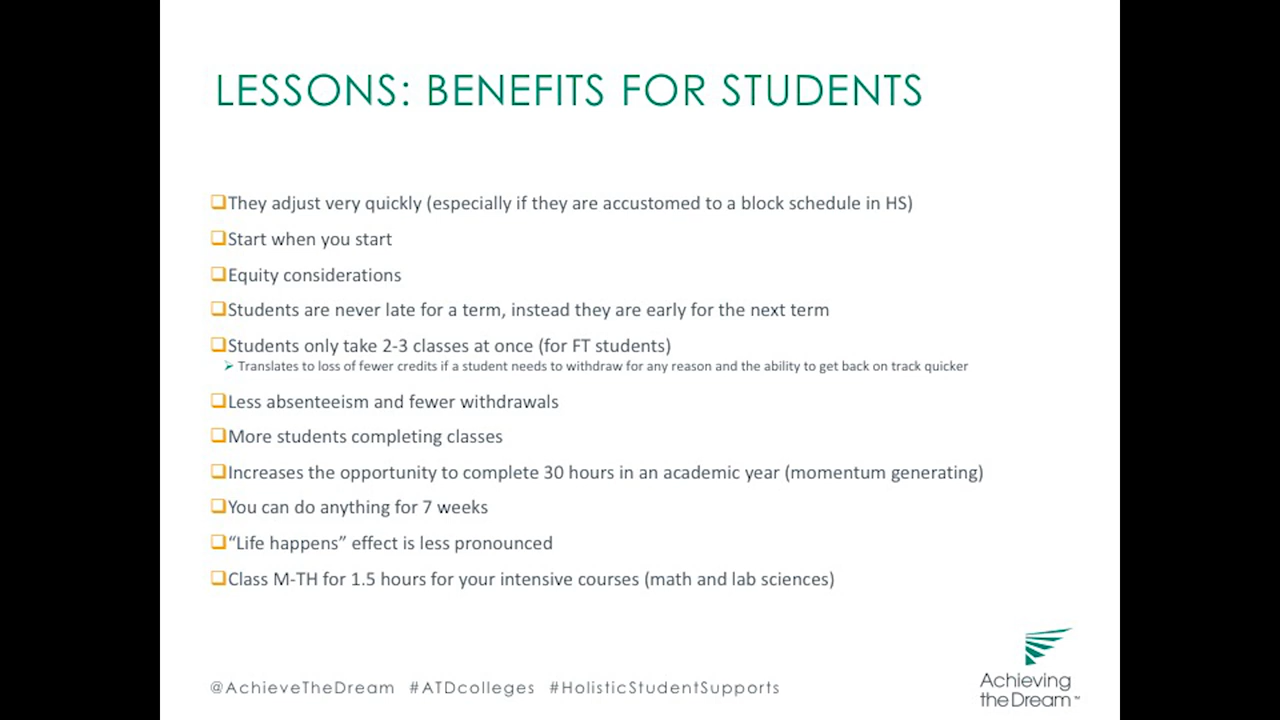 LESSONS: BENEFITS FOR STUDENTS
They adjust very quickly (especially if they are accustomed to a block schedule in HS)
Start when you start
Equity considerations
Students are never late for a term, instead they are early for the next term
Students only take 2-3 classes at once (for FT students)
Translates to loss of fewer credits if a student needs to withdraw for any reason and the ability to get back on track quicker
Less absenteeism and fewer withdrawals
More students completing classes
Increases the opportunity to complete 30 hours in an academic year (momentum generating)
You can do anything for 7 weeks
“Life happens” effect is less pronounced
Class M-TH for 1.5 hours for your intensive courses (math and lab sciences)
@AchieveTheDream #ATDcolleges #HolisticStudentSupports
Achieving
the Dream™